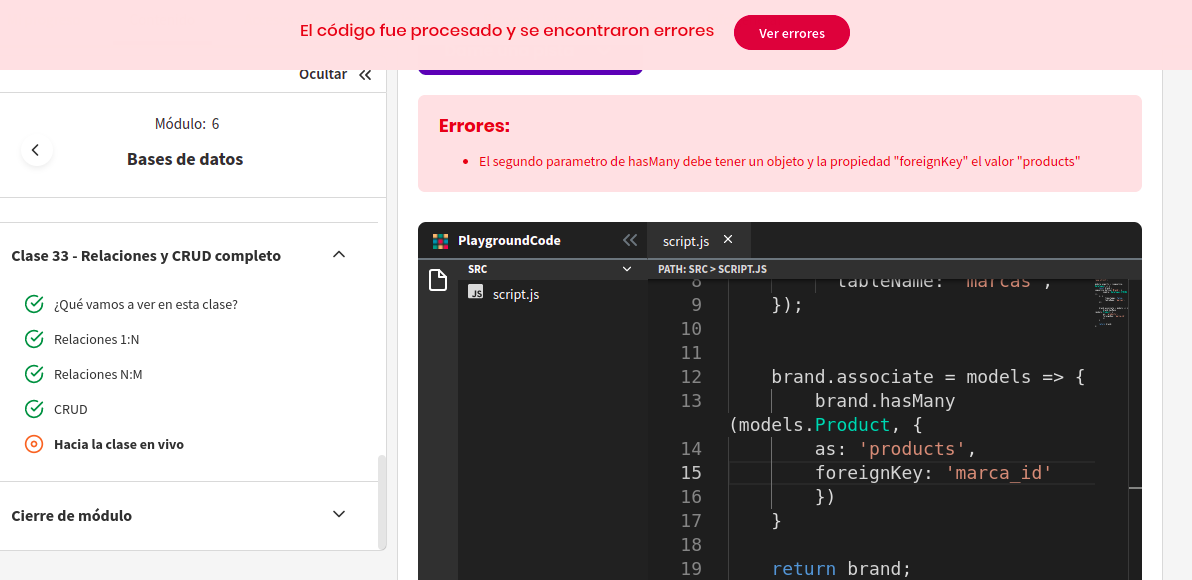 El código fue procesado y se encontraron errores
Ver errores
Ocultar
Módulo: 6
Bases de datos
Clase 33 - Relaciones y CRUD completo
¿Qué vamos a ver en esta clase?
Relaciones 1:N
Relaciones N:M
CRUD
Hacia la clase en vivo
Cierre de módulo
Errores:
El segundo parametro de hasMany debe tener un objeto y la propiedad "foreignKey" el valor "products"
PlaygroundCode
script.js
SRC
JS script.js
PATH: SRC > SCRIPT.JS
8 tableName: 'marcas',
9 });
10
11
12 brand.associate = models => {
13 brand.hasMany
(models.Product, {
14 as: 'products',
15 foreignKey: 'marca_id'
16 })
17 }
18
19 return brand;